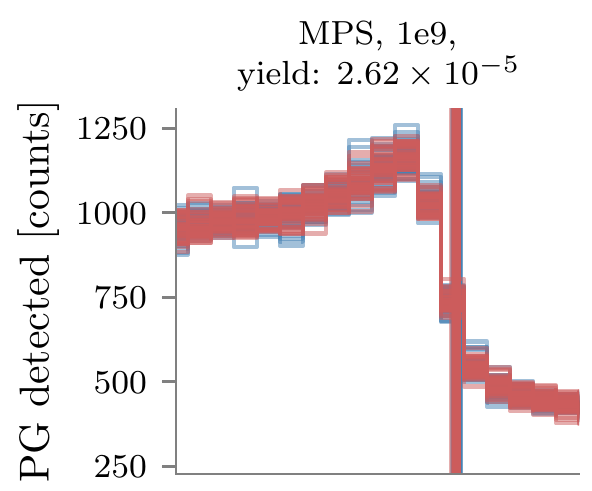 MPS, 1e9,
yield: 2.62 × 10⁻⁵
PG detected [counts]
1250
1000
750
500
250